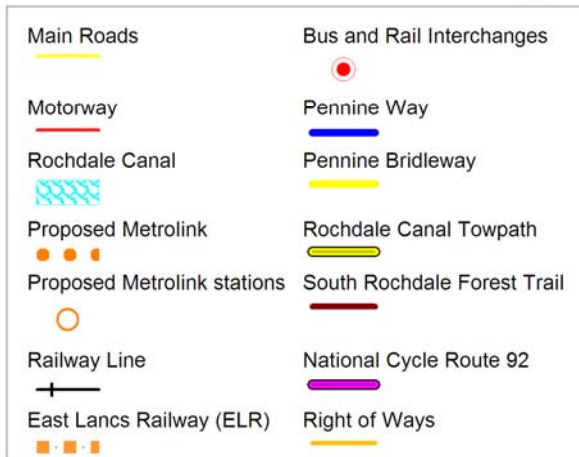 Main Roads
Bus and Rail Interchanges
Motorway
Pennine Way
Rochdale Canal
Pennine Bridleway
Proposed Metrolink
Rochdale Canal Towpath
Proposed Metrolink stations
South Rochdale Forest Trail
Railway Line
National Cycle Route 92
East Lancs Railway (ELR)
Right of Ways